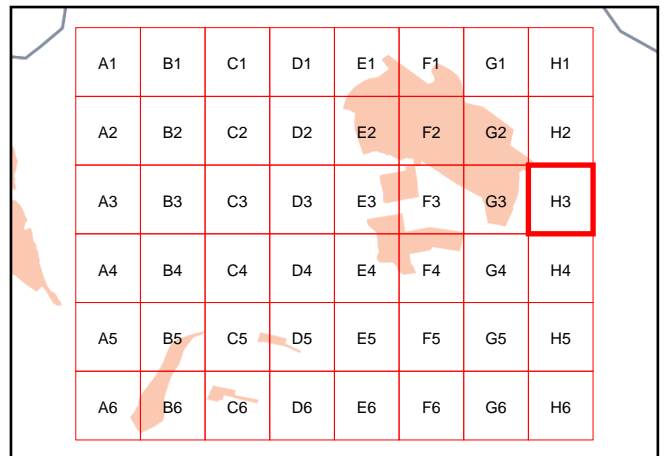 A1 B1 C1 D1 E1 F1 G1 H1
A2 B2 C2 D2 E2 F2 G2 H2
A3 B3 C3 D3 E3 F3 G3 H3
A4 B4 C4 D4 E4 F4 G4 H4
A5 B5 C5 D5 E5 F5 G5 H5
A6 B6 C6 D6 E6 F6 G6 H6